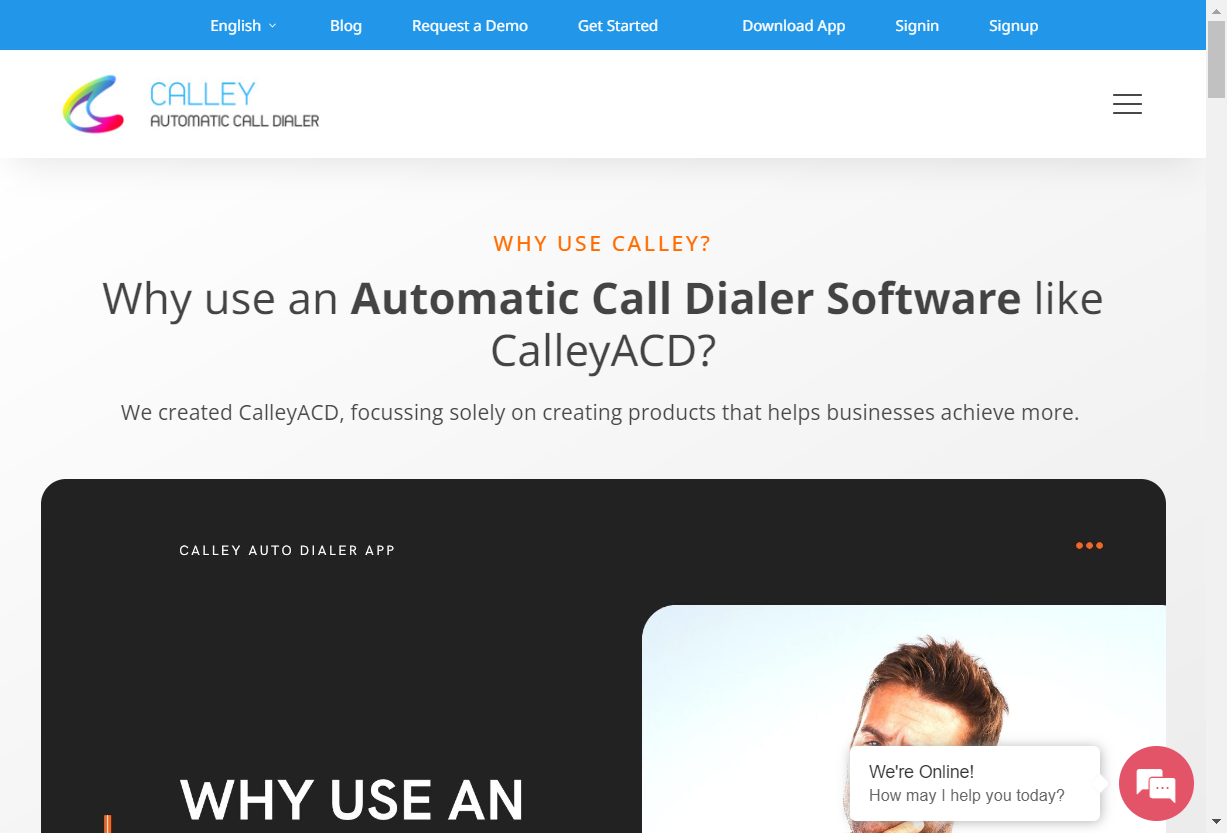 English
Blog
Request a Demo
Get Started
Download App
Signin
Signup
CALLEY
AUTOMATIC CALL DIALER
WHY USE CALLEY?
Why use an Automatic Call Dialer Software like
CalleyACD?
We created CalleyACD, focussing solely on creating products that helps businesses achieve more.
CALLEY AUTO DIALER APP
WHY USE AN
We're Online!
How may I help you today?